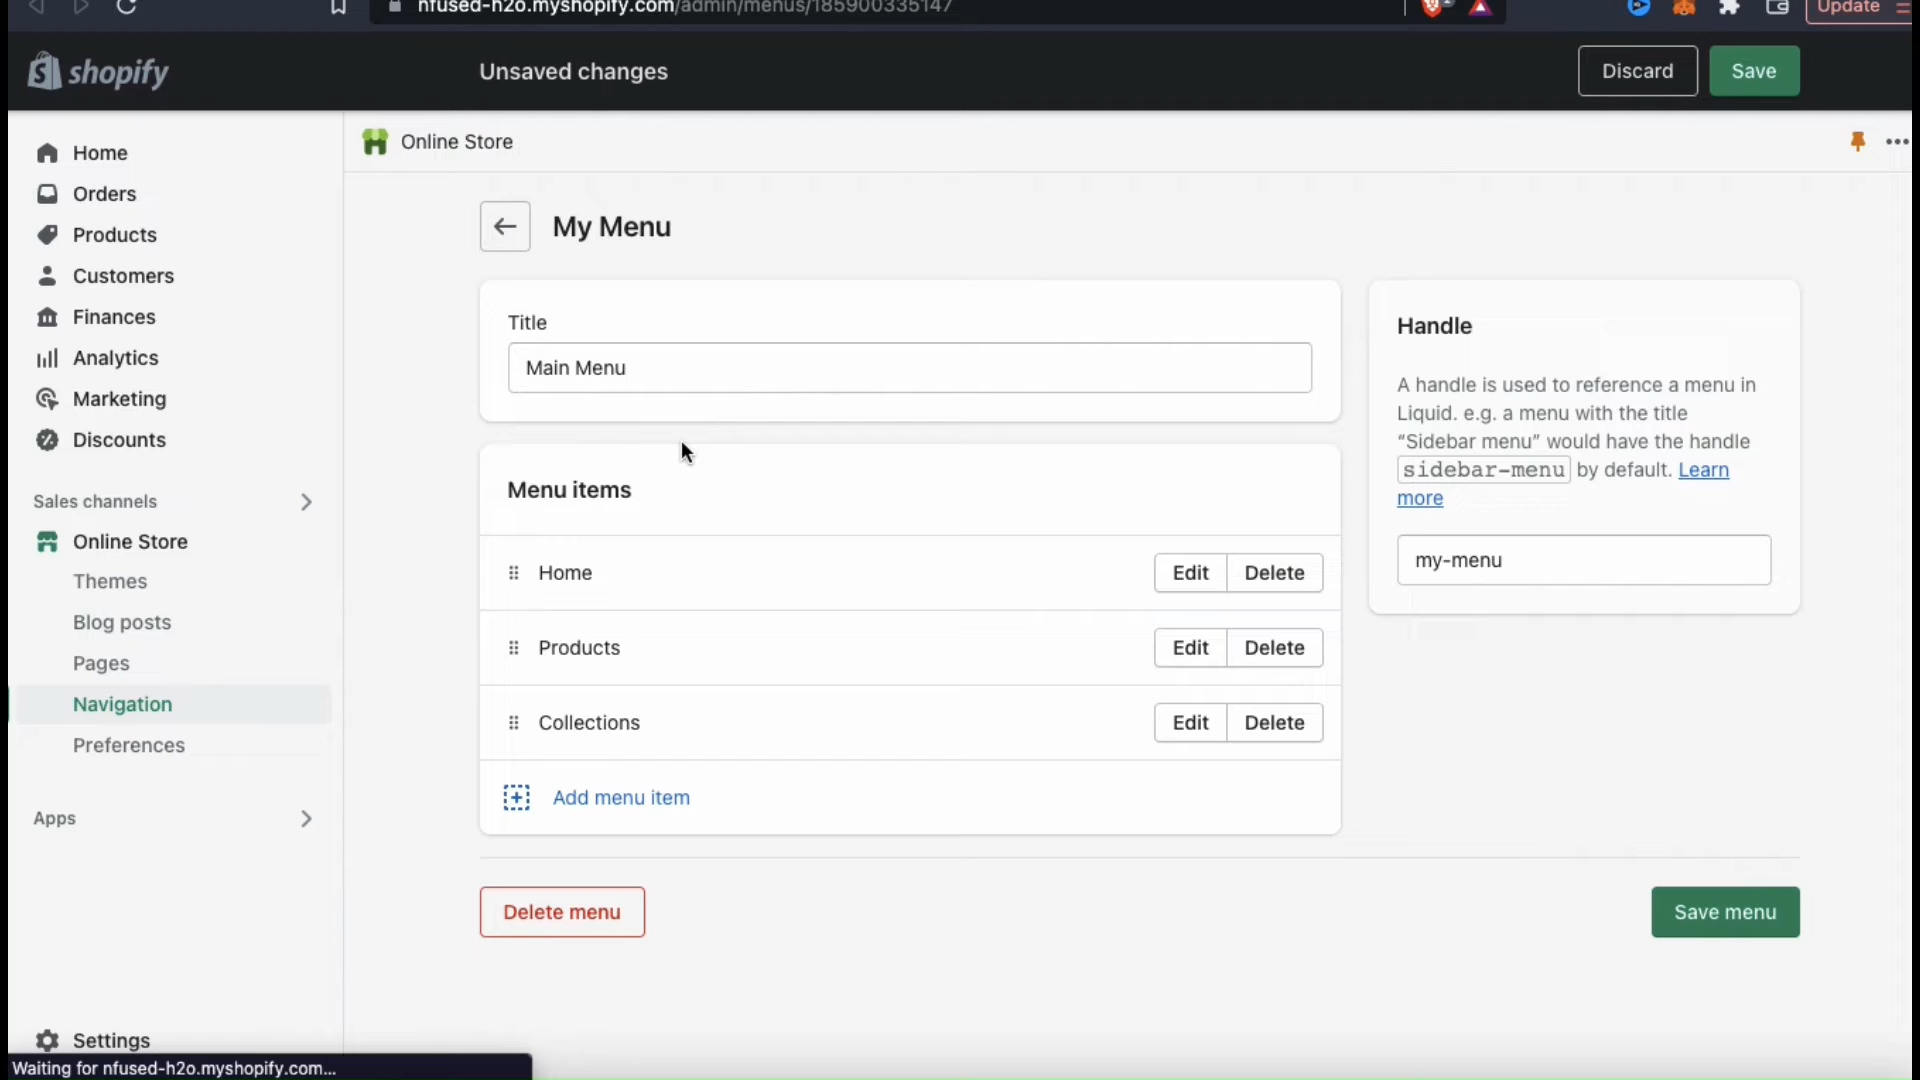 nfused-h2o.myshopify.com/admin/menus/185900335147
Update
shopify
Unsaved changes
Discard
Save
Home
Orders
Products
Customers
Finances
Analytics
Marketing
Discounts
Sales channels
Online Store
Themes
Blog posts
Pages
Navigation
Preferences
Apps
Settings
Waiting for nfused-h2o.myshopify.com...
Online Store
My Menu
Title
Main Menu
Menu items
Home
Edit
Delete
Products
Edit
Delete
Collections
Edit
Delete
Add menu item
Delete menu
Save menu
Handle
A handle is used to reference a menu in
Liquid. e.g. a menu with the title
“Sidebar menu” would have the handle
sidebar-menu by default. Learn
more
my-menu